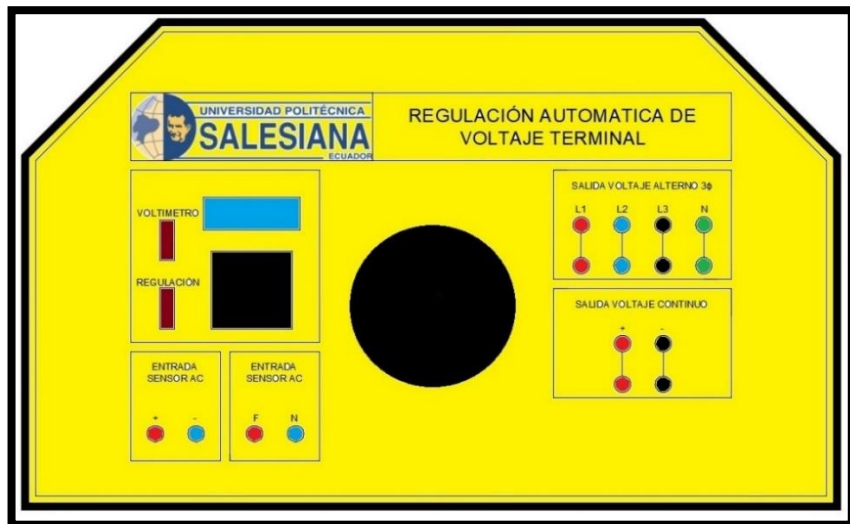 UNIVERSIDAD POLITÉCNICA
SALESIANA
ECUADOR
REGULACIÓN AUTOMATICA DE
VOLTAJE TERMINAL
VOLTIMETRO
REGULACIÓN
ENTRADA
SENSOR AC
+ -
ENTRADA
SENSOR AC
F N
SALIDA VOLTAJE ALTERNO 3ϕ
L1 L2 L3 N
SALIDA VOLTAJE CONTINUO
+ -